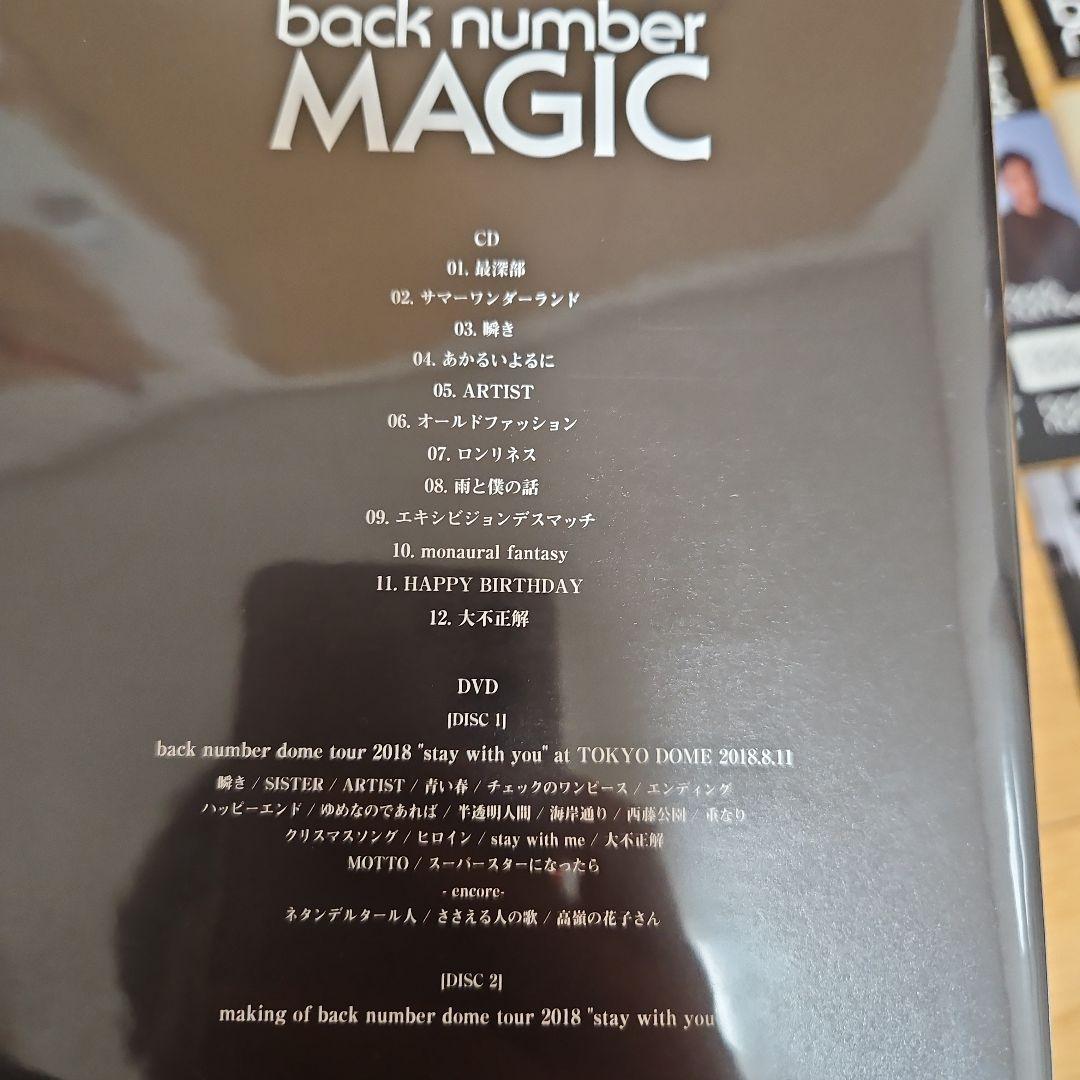 back number
MAGIC
CD
01. 最深部
02. サマーワンダーランド
03. 瞬き
04. あかるいよるに
05. ARTIST
06. オールドファッション
07. ロンリネス
08. 雨と僕の話
09. エキシビジョンデスマッチ
10. monaural fantasy
11. HAPPY BIRTHDAY
12. 大不正解
DVD
[DISC 1]
back number dome tour 2018 "stay with you" at TOKYO DOME 2018.8.11
瞬き / SISTER / ARTIST / 青い春 / チェックのワンピース / エンディング
ハッピーエンド / ゆめなのであれば / 半透明人間 / 海岸通り / 西藤公園 / 重なり
クリスマスソング / ヒロイン / stay with me / 大不正解
MOTTO / スーパースターになったら
- encore-
ネタンデルタール人 / ささえる人の歌 / 高嶺の花子さん
[DISC 2]
making of back number dome tour 2018 "stay with you